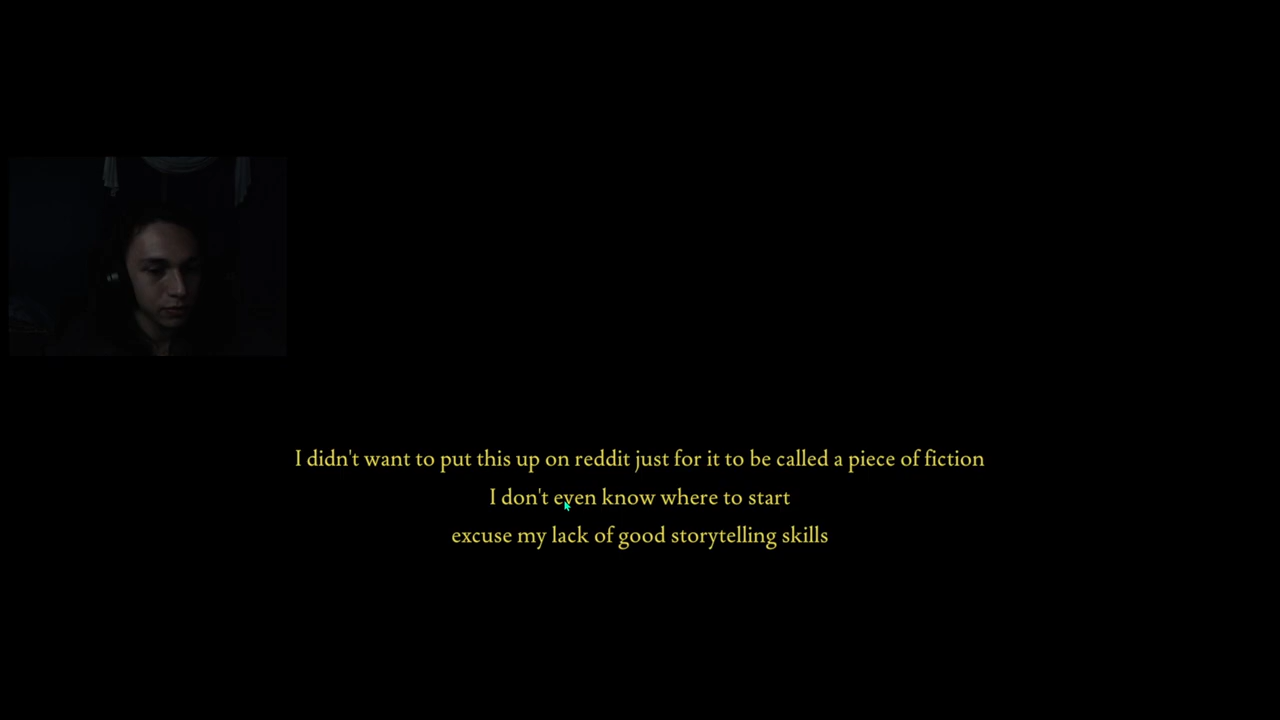 I didn't want to put this up on reddit just for it to be called a piece of fiction
I don't even know where to start
excuse my lack of good storytelling skills